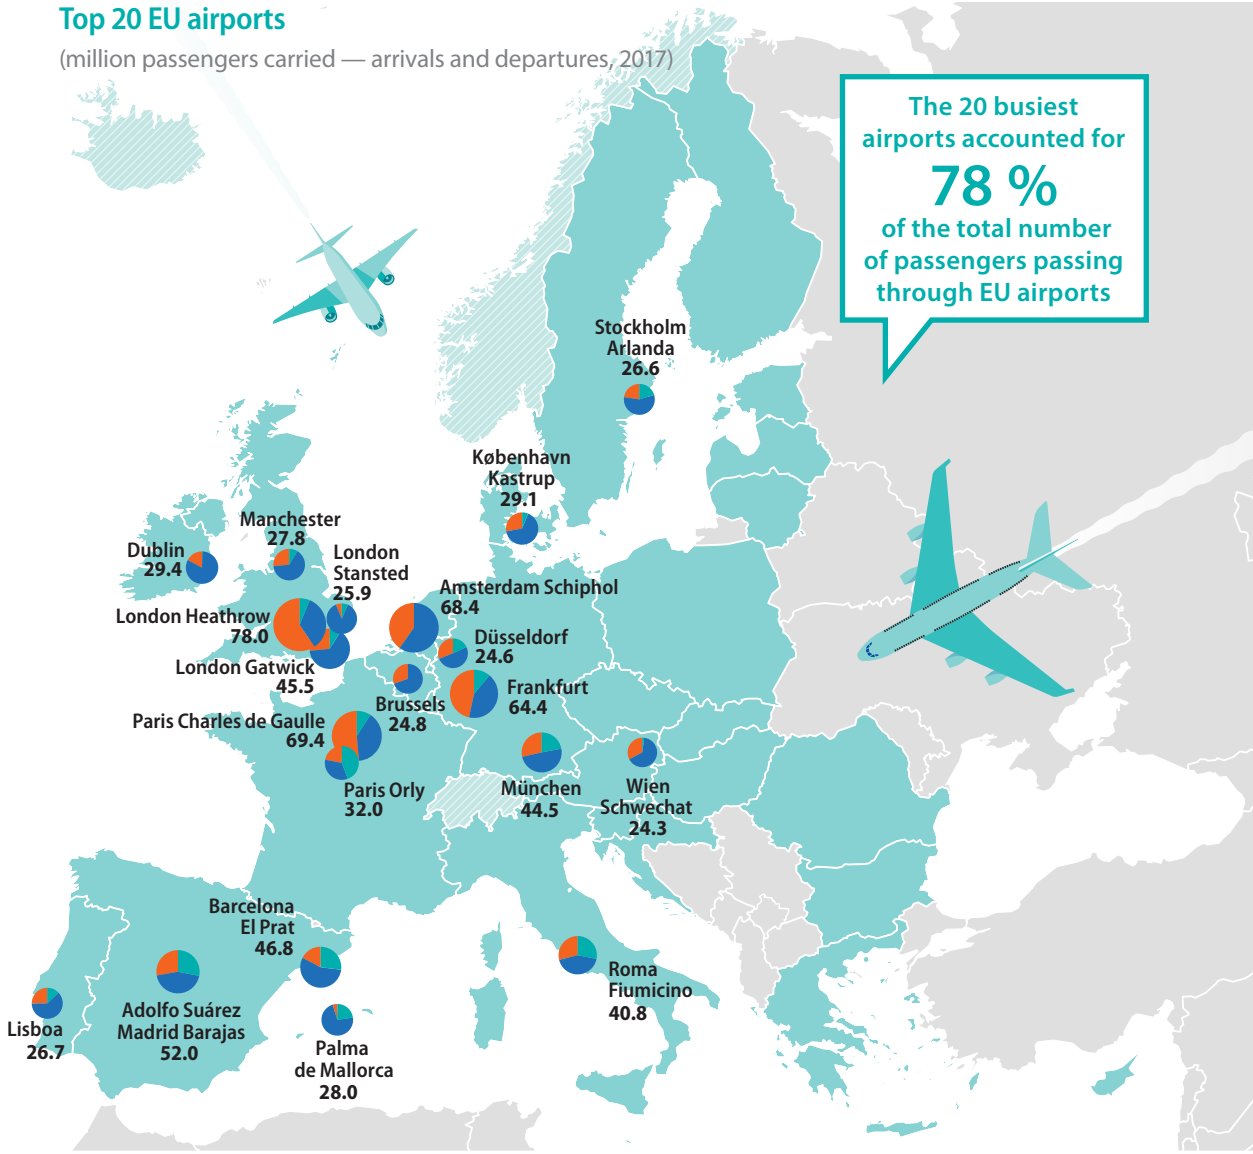 Top 20 EU airports
(million passengers carried — arrivals and departures, 2017)
The 20 busiest
airports accounted for
78 %
of the total number
of passengers passing
through EU airports
Stockholm
Arlanda
26.6
København
Kastrup
29.1
Manchester
27.8
Dublin
29.4
London
Stansted
25.9
Amsterdam Schiphol
68.4
London Heathrow
78.0
Düsseldorf
24.6
London Gatwick
45.5
Frankfurt
64.4
Brussels
24.8
Paris Charles de Gaulle
69.4
Paris Orly
32.0
München
44.5
Wien
Schwechat
24.3
Barcelona
El Prat
46.8
Roma
Fiumicino
40.8
Adolfo Suárez
Madrid Barajas
52.0
Lisboa
26.7
Palma
de Mallorca
28.0